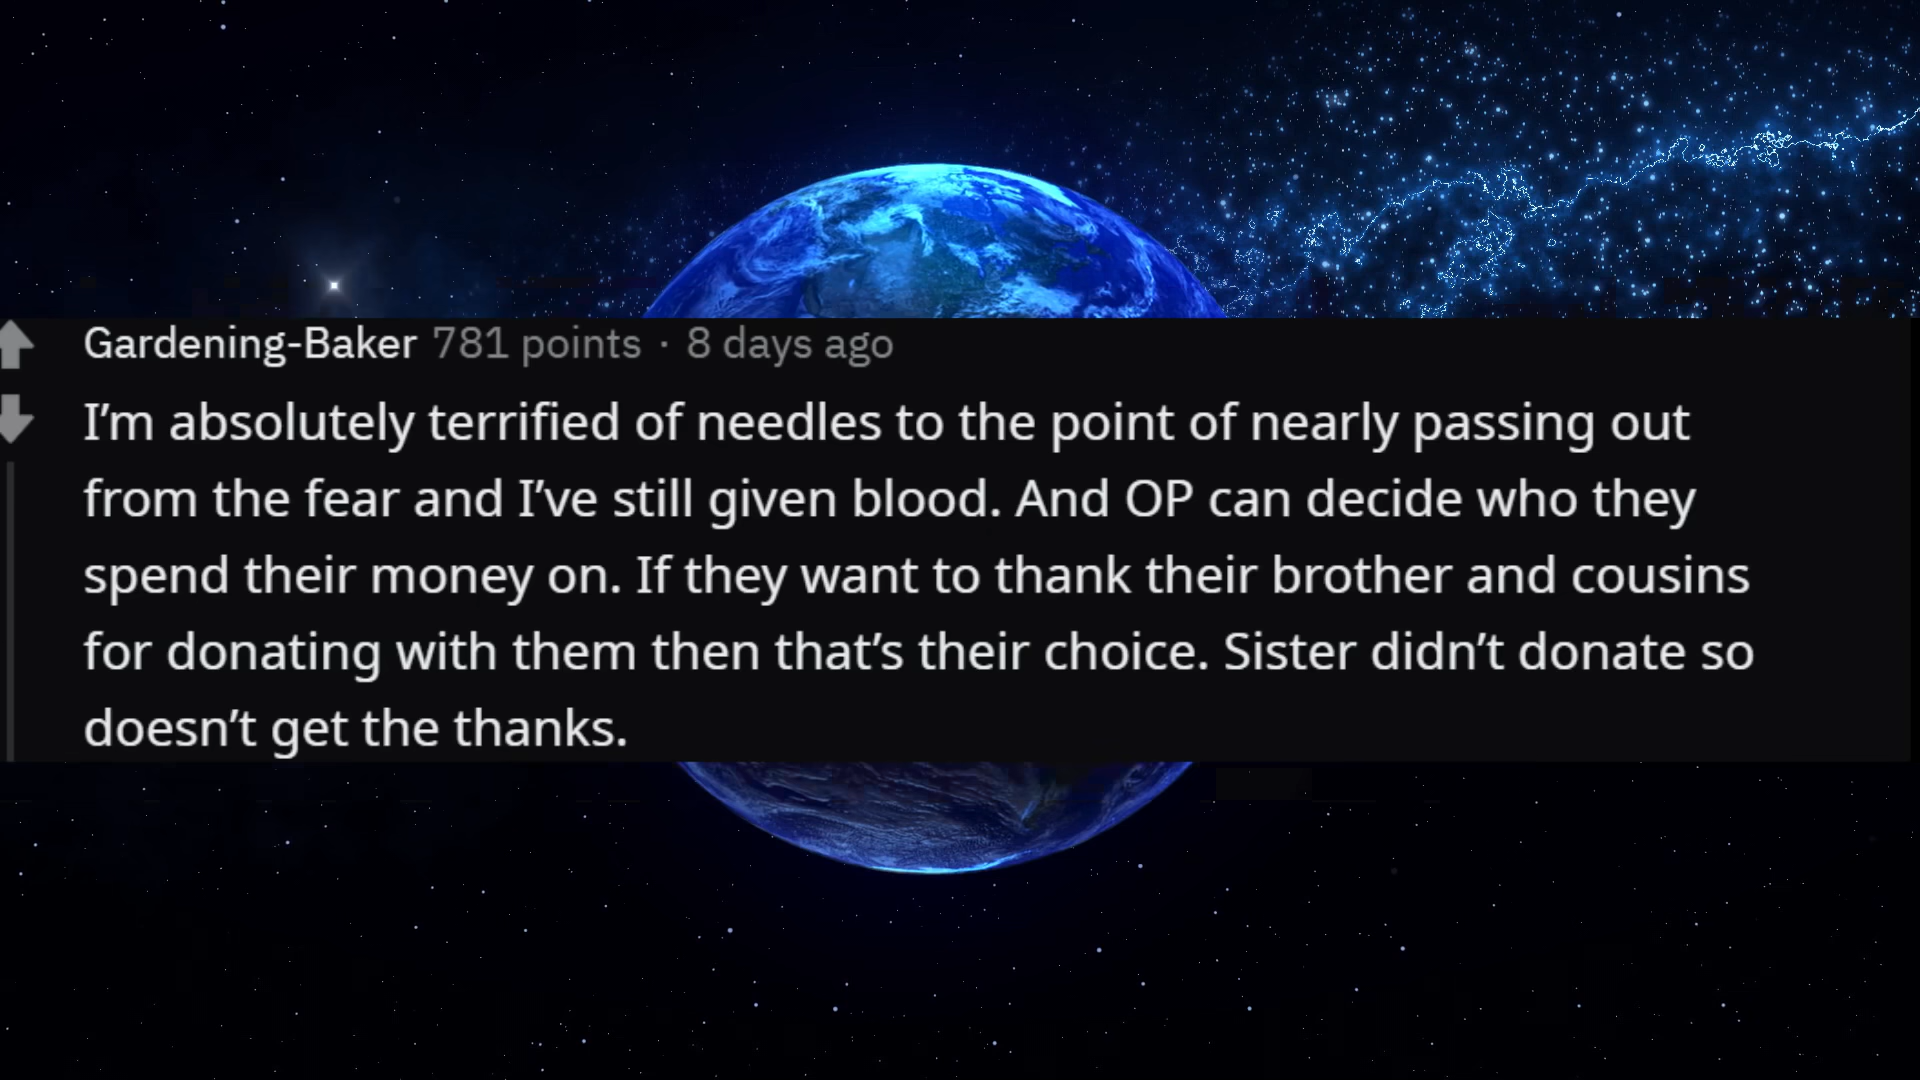 Gardening-Baker 781 points · 8 days ago
I’m absolutely terrified of needles to the point of nearly passing out
from the fear and I’ve still given blood. And OP can decide who they
spend their money on. If they want to thank their brother and cousins
for donating with them then that’s their choice. Sister didn’t donate so
doesn’t get the thanks.